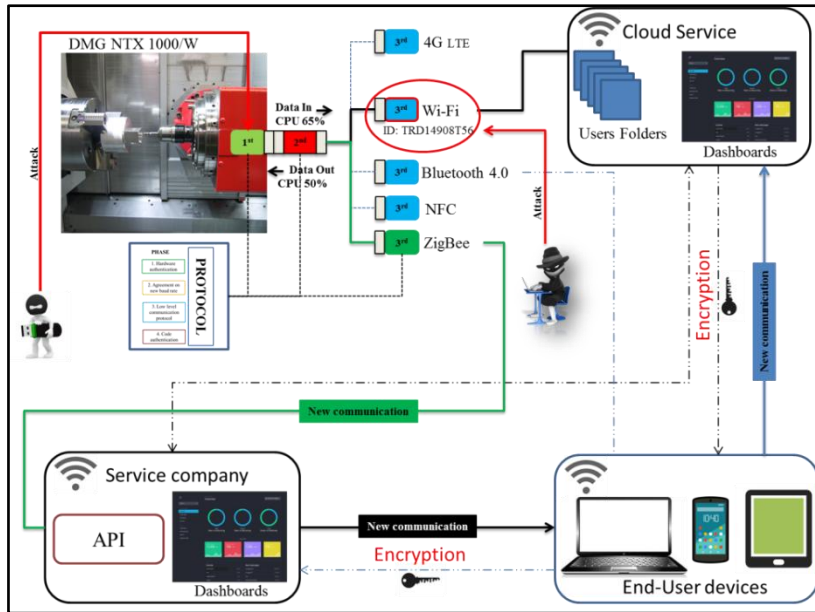 DMG NTX 1000/W
Attack
1st
2nd
Data In
CPU 65%
Data Out
CPU 50%
3rd
4G LTE
3rd
Wi-Fi
ID: TRD14908T56
3rd
Bluetooth 4.0
3rd
NFC
3rd
ZigBee
Attack
Cloud Service
Users Folders
Dashboards
PHASE
1. Hardware
authentication
2. Agreement on
new baud rate
3. Low level
communication
protocol
4. Code
authentication
PROTOCOL
Encryption
New communication
New communication
Service company
API
Dashboards
New communication
Encryption
10:40
End-User devices